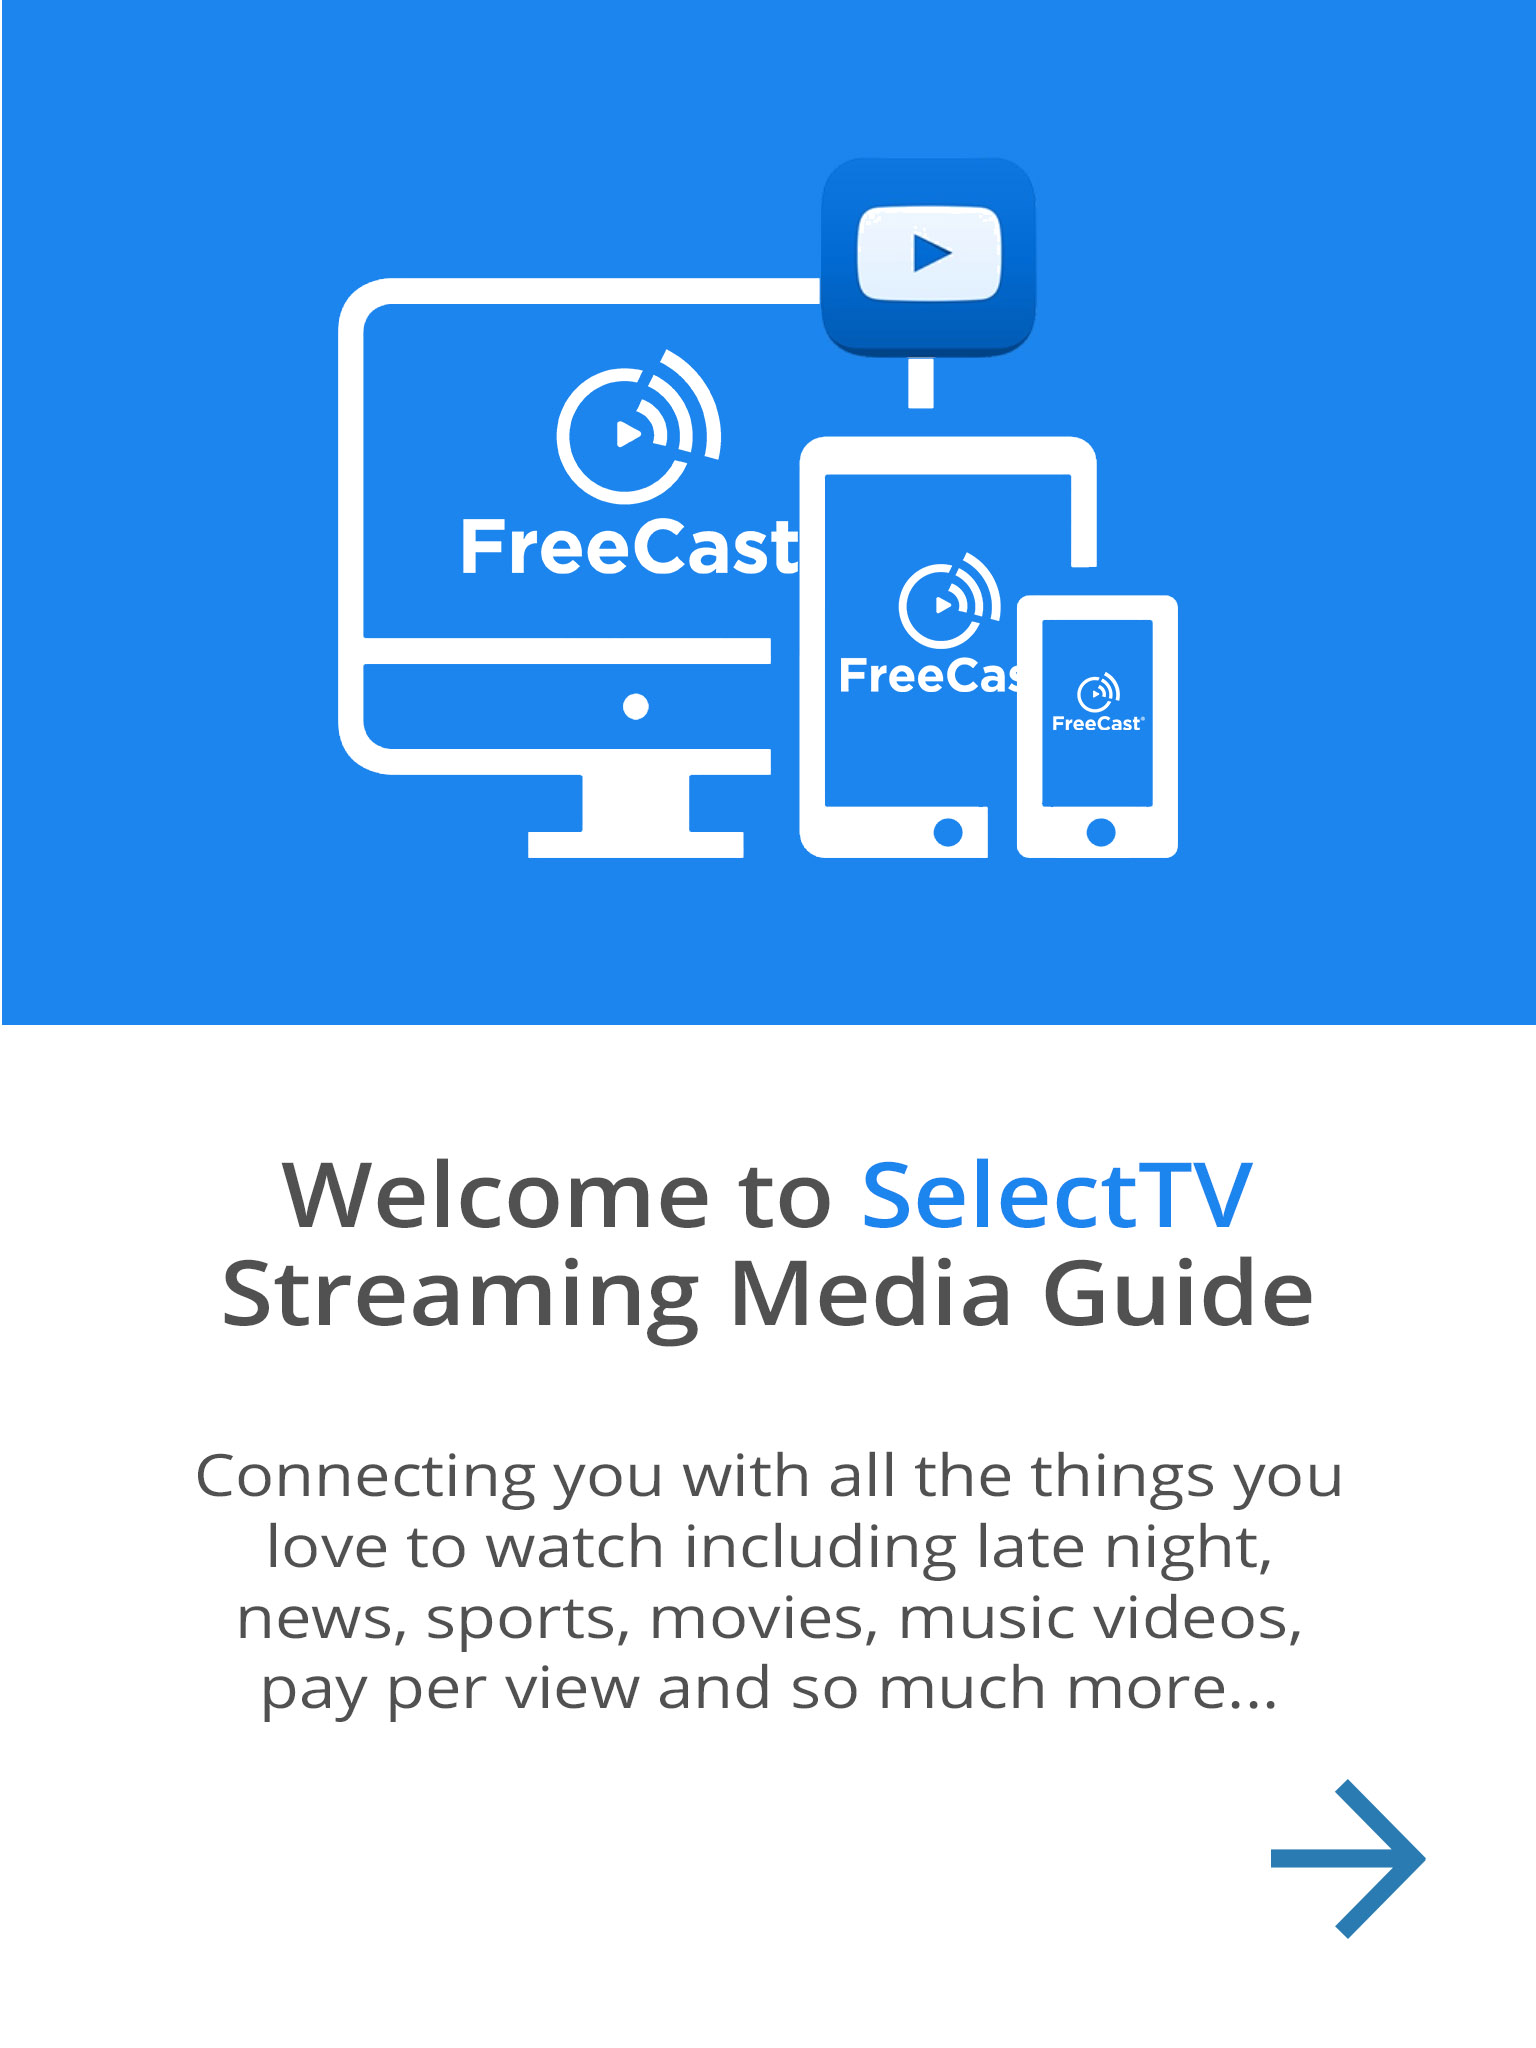 FreeCast
FreeCas
FreeCast®
Welcome to SelectTV
Streaming Media Guide
Connecting you with all the things you
love to watch including late night,
news, sports, movies, music videos,
pay per view and so much more...